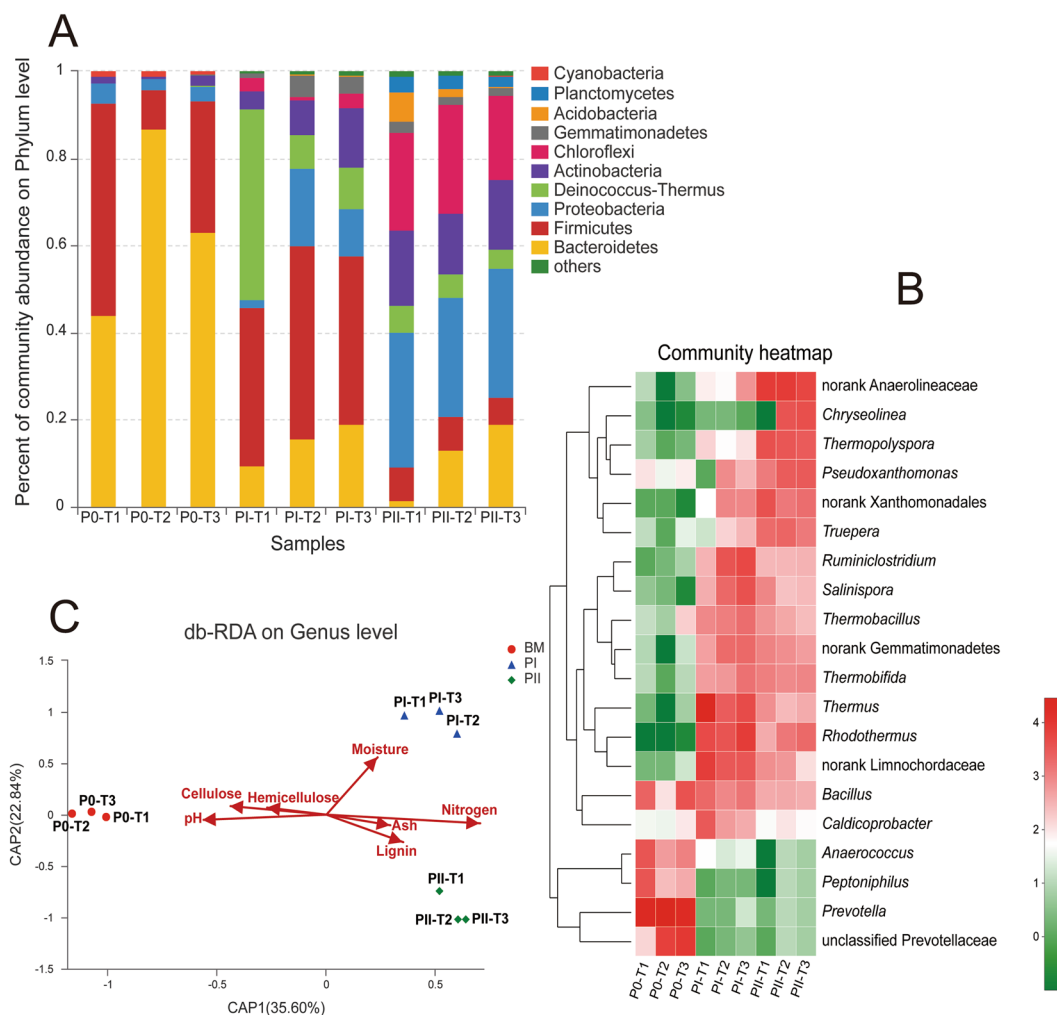 A
Percent of community abundance on Phylum level
1
0.8
0.6
0.4
0.2
0
P0-T1 P0-T2 P0-T3 PI-T1 PI-T2 PI-T3 PII-T1 PII-T2 PII-T3
Samples
Cyanobacteria
Planctomycetes
Acidobacteria
Gemmatimonadetes
Chloroflexi
Actinobacteria
Deinococcus-Thermus
Proteobacteria
Firmicutes
Bacteroidetes
others
B
Community heatmap
norank Anaerolineaceae
Chryseolinea
Thermopolyspora
Pseudoxanthomonas
norank Xanthomonadales
Truepera
Ruminiclostridium
Salinispora
Thermobacillus
norank Gemmatimonadetes
Thermobifida
Thermus
Rhodothermus
norank Limnochordaceae
Bacillus
Caldicoprobacter
Anaerococcus
Peptoniphilus
Prevotella
unclassified Prevotellaceae
P0-T1 P0-T2 P0-T3 PI-T1 PI-T2 PI-T3 PII-T1 PII-T2 PII-T3
4
3
2
1
0
C
db-RDA on Genus level
BM
PI
PII
CAP2(22.84%)
1.5
1
0.5
0
-0.5
-1
-1.5
PI-T1 PI-T3
PI-T2
Moisture
Cellulose Hemicellulose
Nitrogen
pH
Ash
Lignin
P0-T3
P0-T2 P0-T1
PII-T1
PII-T2 PII-T3
-1 -0.5 0 0.5
CAP1(35.60%)